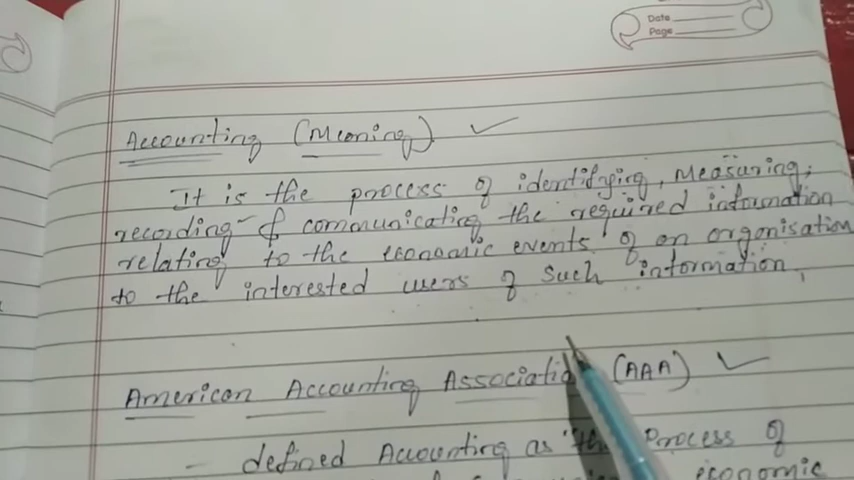 Date
Page
Accounting (Meaning)
It is the process of identifying, Measuring,
recording & communicating the required information
relating to the economic events of an orgonisation
to the interested users of such information,
American Accounting Association (AAA)
- defined Accounting as "the Process of
economic